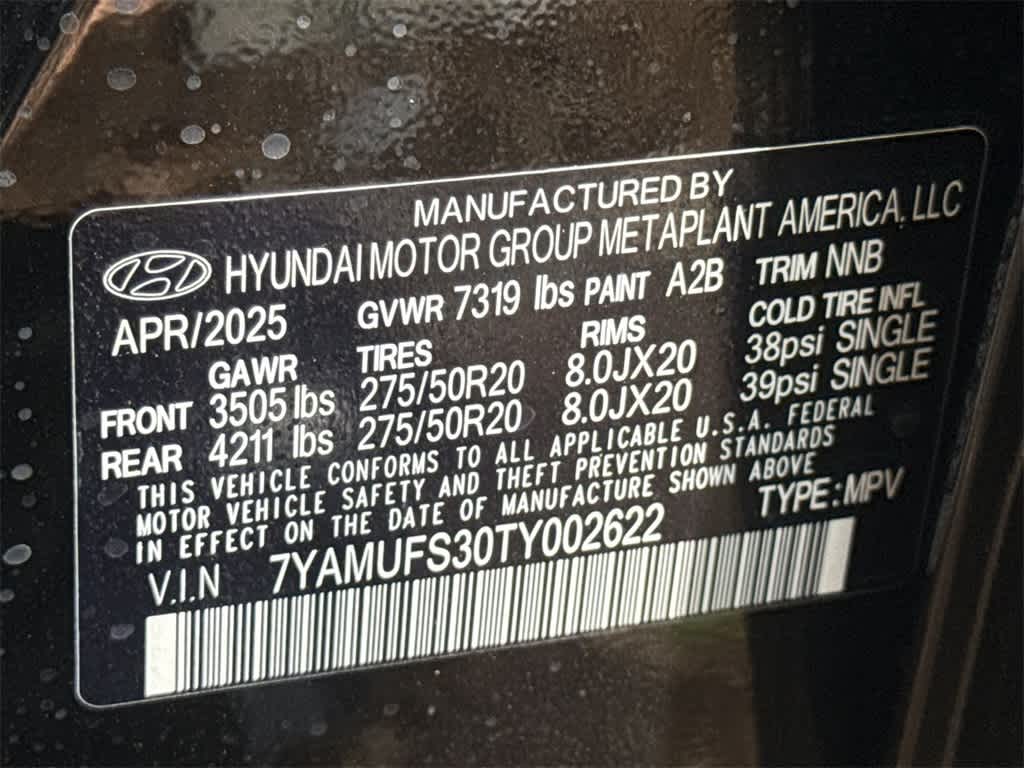 MANUFACTURED BY
HYUNDAI MOTOR GROUP METAPLANT AMERICA, LLC
APR/2025 GVWR 7319 lbs PAINT A2B TRIM NNB
GAWR TIRES RIMS COLD TIRE INFL
FRONT 3505 lbs 275/50R20 8.0JX20 38psi SINGLE
REAR 4211 lbs 275/50R20 8.0JX20 39psi SINGLE
THIS VEHICLE CONFORMS TO ALL APPLICABLE U.S.A. FEDERAL
MOTOR VEHICLE SAFETY AND THEFT PREVENTION STANDARDS
IN EFFECT ON THE DATE OF MANUFACTURE SHOWN ABOVE
V.I.N 7YAMUFS30TY002622 TYPE:MPV